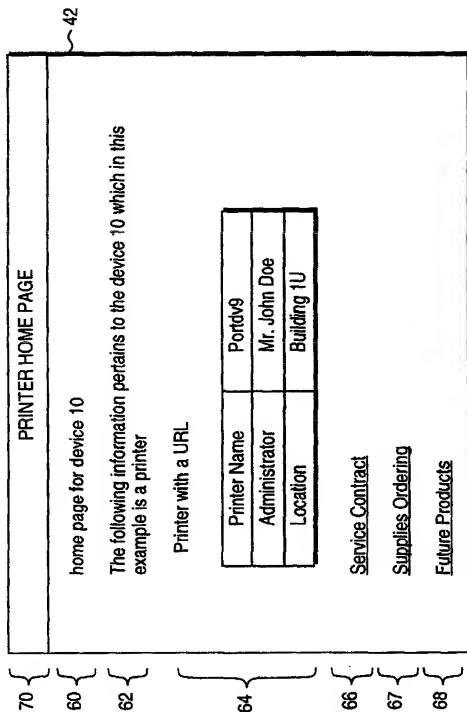 PRINTER HOME PAGE
70
42
home page for device 10
60
The following information pertains to the device 10 which in this
example is a printer
62
Printer with a URL
Printer Name Portdv9
Administrator Mr. John Doe
Location Building 1U
64
Service Contract
66
Supplies Ordering
67
Future Products
68